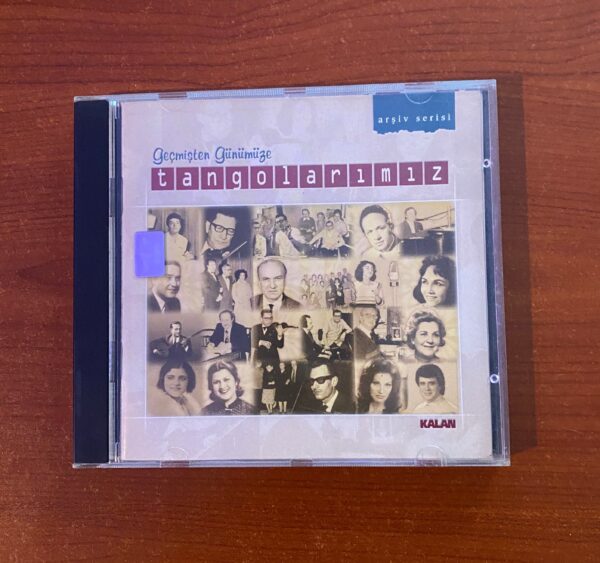 arşiv serisi
Geçmişten Günümüze
tangolarımız
KALAN